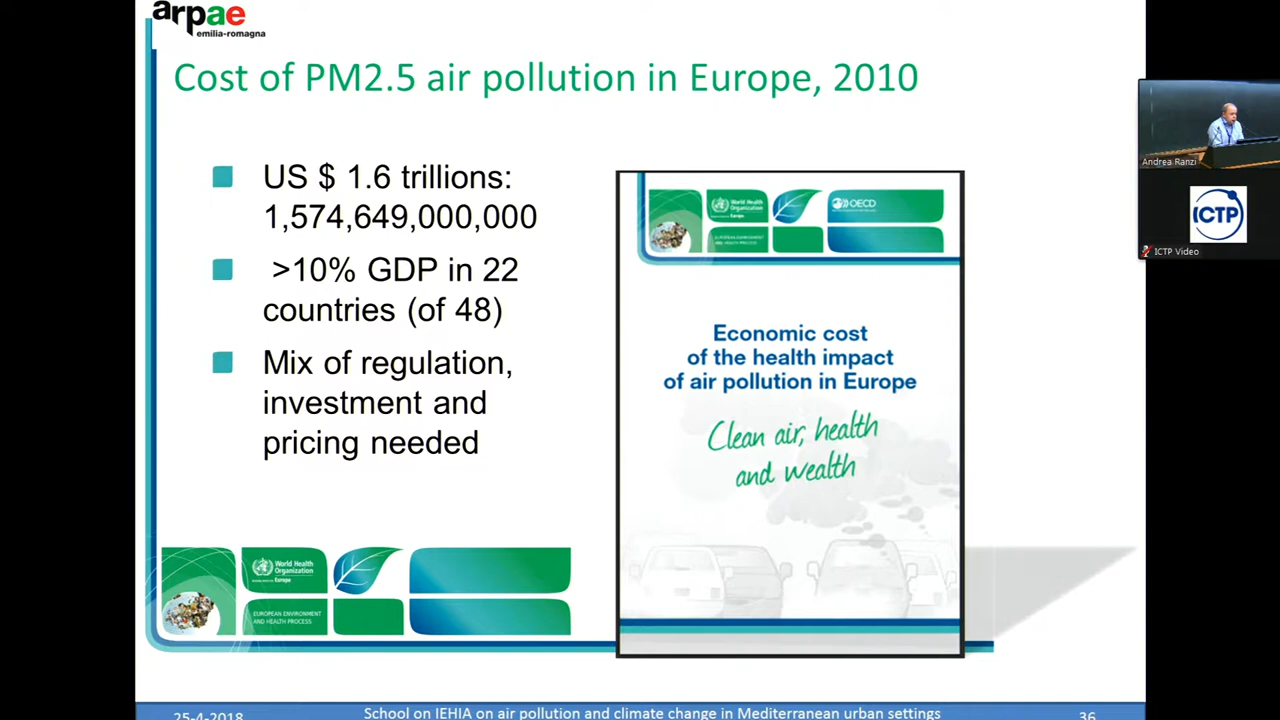 arpae
emilia-romagna
Cost of PM2.5 air pollution in Europe, 2010
US $ 1.6 trillions:
1,574,649,000,000
>10% GDP in 22
countries (of 48)
Mix of regulation,
investment and
pricing needed
World Health
Organization
Europe
OECD
Economic cost
of the health impact
of air pollution in Europe
Clean air, health
and wealth
World Health
Organization
Europe
EUROPEAN ENVIRONMENT
AND HEALTH PROCESS
Andrea Ranzi
ICTP
ICTP Video
25-4-2018
School on IEHIA on air pollution and climate change in Mediterranean urban settings
36